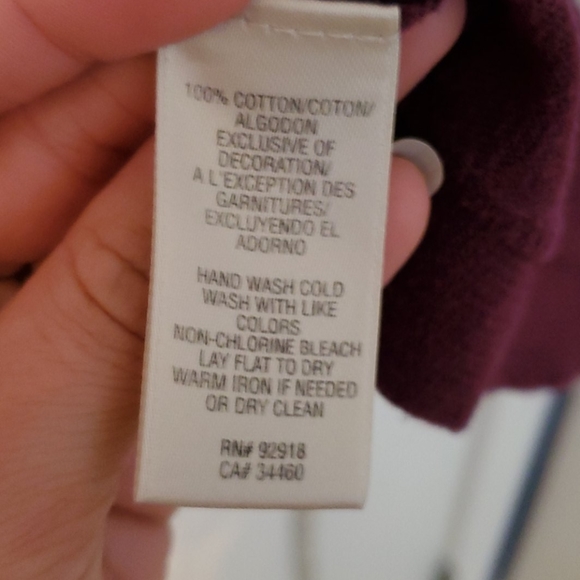 100% COTTON/COTON/
ALGODON
EXCLUSIVE OF
DECORATION/
A L'EXCEPTION DES
GARNITURES/
EXCLUYENDO EL
ADORNO
HAND WASH COLD
WASH WITH LIKE
COLORS
NON-CHLORINE BLEACH
LAY FLAT TO DRY
WARM IRON IF NEEDED
OR DRY CLEAN
RN# 92918
CA# 34460